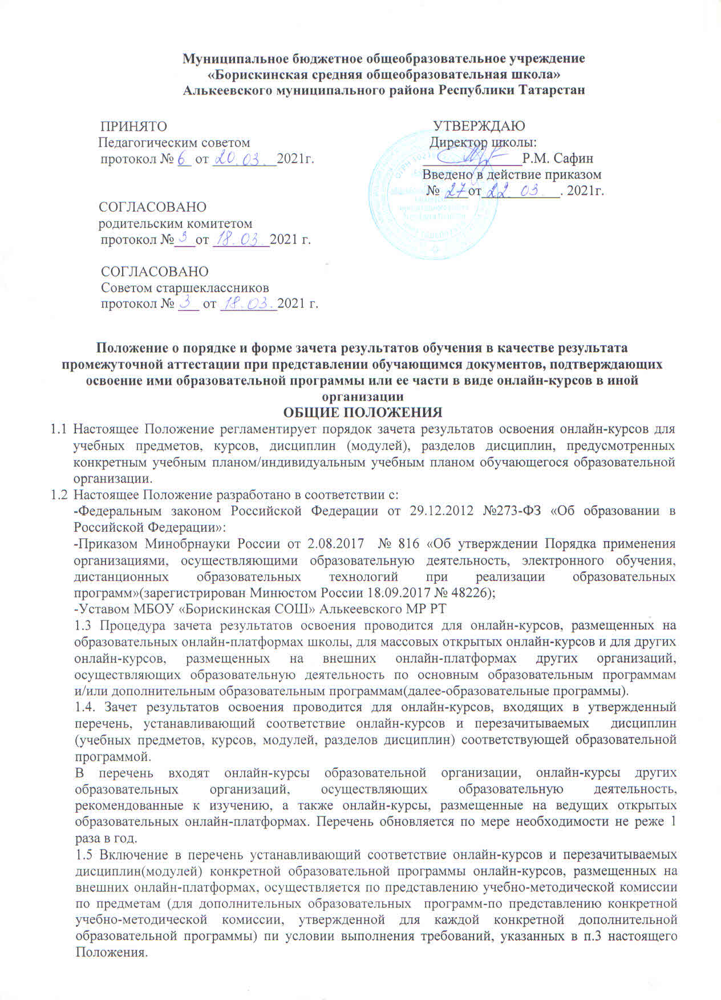 Муниципальное бюджетное общеобразовательное учреждение
«Борискинская средняя общеобразовательная школа»
Алькеевского муниципального района Республики Татарстан
ПРИНЯТО
Педагогическим советом
протокол № 6 от 20.03.2021г.
УТВЕРЖДАЮ
Директор школы:
Р.М. Сафин
Введено в действие приказом
№ 27 от 22.03. 2021г.
СОГЛАСОВАНО
родительским комитетом
протокол № 3 от 18.03.2021 г.
СОГЛАСОВАНО
Советом старшеклассников
протокол № 3 от 18.03.2021 г.
Положение о порядке и форме зачета результатов обучения в качестве результата
промежуточной аттестации при представлении обучающимся документов, подтверждающих
освоение ими образовательной программы или ее части в виде онлайн-курсов в иной
организации
ОБЩИЕ ПОЛОЖЕНИЯ
1.1 Настоящее Положение регламентирует порядок зачета результатов освоения онлайн-курсов для
учебных предметов, курсов, дисциплин (модулей), разделов дисциплин, предусмотренных
конкретным учебным планом/индивидуальным учебным планом обучающегося образовательной
организации.
1.2 Настоящее Положение разработано в соответствии с:
-Федеральным законом Российской Федерации от 29.12.2012 №273-ФЗ «Об образовании в
Российской Федерации»:
-Приказом Минобрнауки России от 2.08.2017 № 816 «Об утверждении Порядка применения
организациями, осуществляющими образовательную деятельность, электронного обучения,
дистанционных образовательных технологий при реализации образовательных
программ»(зарегистрирован Минюстом России 18.09.2017 № 48226);
-Уставом МБОУ «Борискинская СОШ» Алькеевского МР РТ
1.3 Процедура зачета результатов освоения проводится для онлайн-курсов, размещенных на
образовательных онлайн-платформах школы, для массовых открытых онлайн-курсов и для других
онлайн-курсов, размещенных на внешних онлайн-платформах других организаций,
осуществляющих образовательную деятельность по основным образовательным программам
и/или дополнительным образовательным программам(далее-образовательные программы).
1.4. Зачет результатов освоения проводится для онлайн-курсов, входящих в утвержденный
перечень, устанавливающий соответствие онлайн-курсов и перезачитываемых дисциплин
(учебных предметов, курсов, модулей, разделов дисциплин) соответствующей образовательной
программой.
В перечень входят онлайн-курсы образовательной организации, онлайн-курсы других
образовательных организаций, осуществляющих образовательную деятельность,
рекомендованные к изучению, а также онлайн-курсы, размещенные на ведущих открытых
образовательных онлайн-платформах. Перечень обновляется по мере необходимости не реже 1
раза в год.
1.5 Включение в перечень устанавливающий соответствие онлайн-курсов и перезачитываемых
дисциплин(модулей) конкретной образовательной программы онлайн-курсов, размещенных на
внешних онлайн-платформах, осуществляется по представлению учебно-методической комиссии
по предметам (для дополнительных образовательных программ-по представлению конкретной
учебно-методической комиссии, утвержденной для каждой конкретной дополнительной
образовательной программы) пи условии выполнения требований, указанных в п.3 настоящего
Положения.